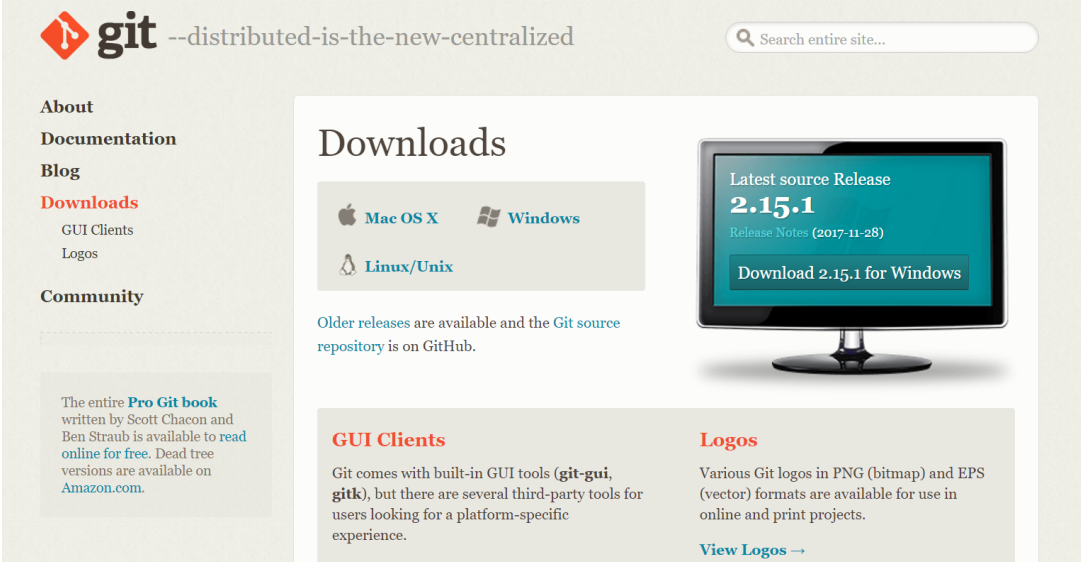 git --distributed-is-the-new-centralized
Search entire site...
About
Documentation
Blog
Downloads
GUI Clients
Logos
Community
The entire Pro Git book
written by Scott Chacon and
Ben Straub is available to read
online for free. Dead tree
versions are available on
Amazon.com.
Downloads
Mac OS X
Windows
Linux/Unix
Older releases are available and the Git source
repository is on GitHub.
Latest source Release
2.15.1
Release Notes (2017-11-28)
Download 2.15.1 for Windows
GUI Clients
Git comes with built-in GUI tools (git-gui,
gitk), but there are several third-party tools for
users looking for a platform-specific
experience.
Logos
Various Git logos in PNG (bitmap) and EPS
(vector) formats are available for use in
online and print projects.
View Logos →